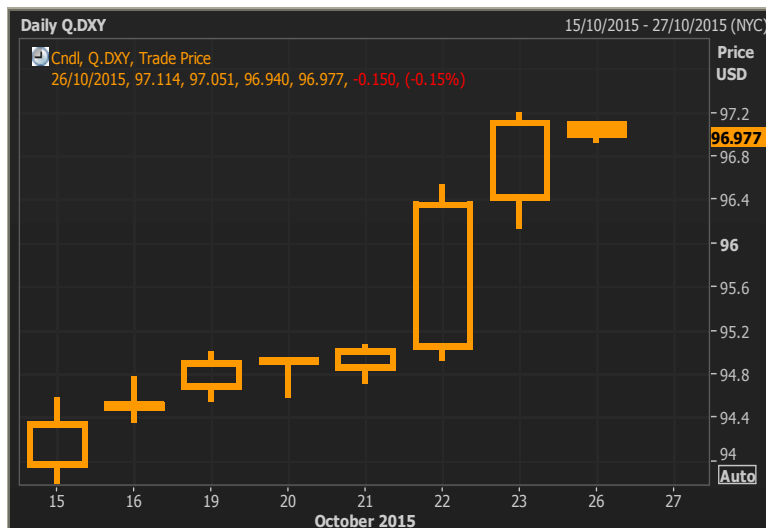 Daily Q.DXY
15/10/2015 - 27/10/2015 (NYC)
Cndl, Q.DXY, Trade Price
26/10/2015, 97.114, 97.051, 96.940, 96.977, -0.150, (-0.15%)
Price
USD
97.2
96.977
96.8
96.4
96
95.6
95.2
94.8
94.4
94
Auto
15 16 19 20 21 22 23 26 27
October 2015